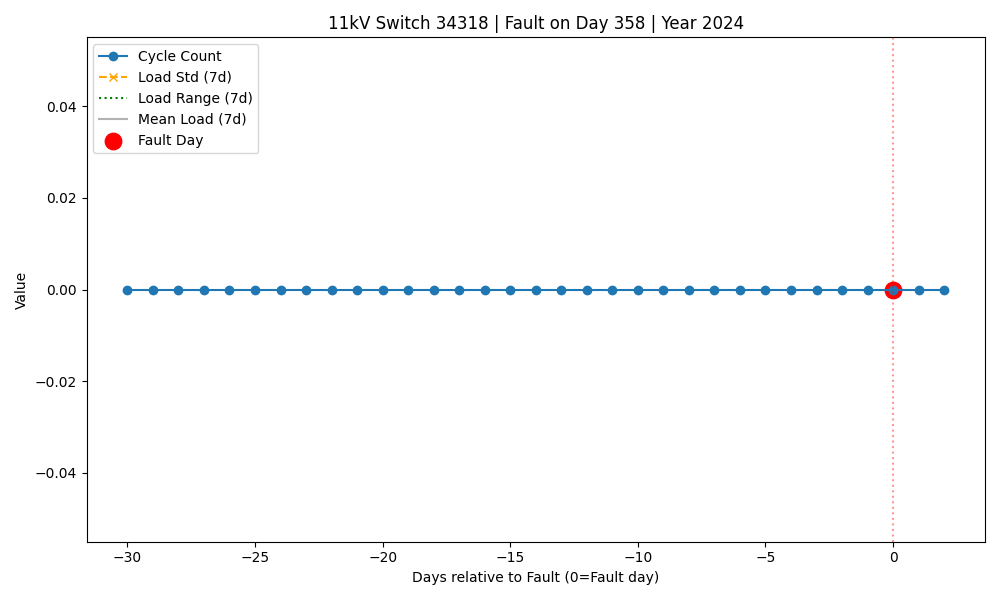 11kV Switch 34318 | Fault on Day 358 | Year 2024
Cycle Count
Load Std (7d)
Load Range (7d)
Mean Load (7d)
Fault Day
Value
0.04
0.02
0.00
−0.02
−0.04
−30
−25
−20
−15
−10
−5
0
Days relative to Fault (0=Fault day)